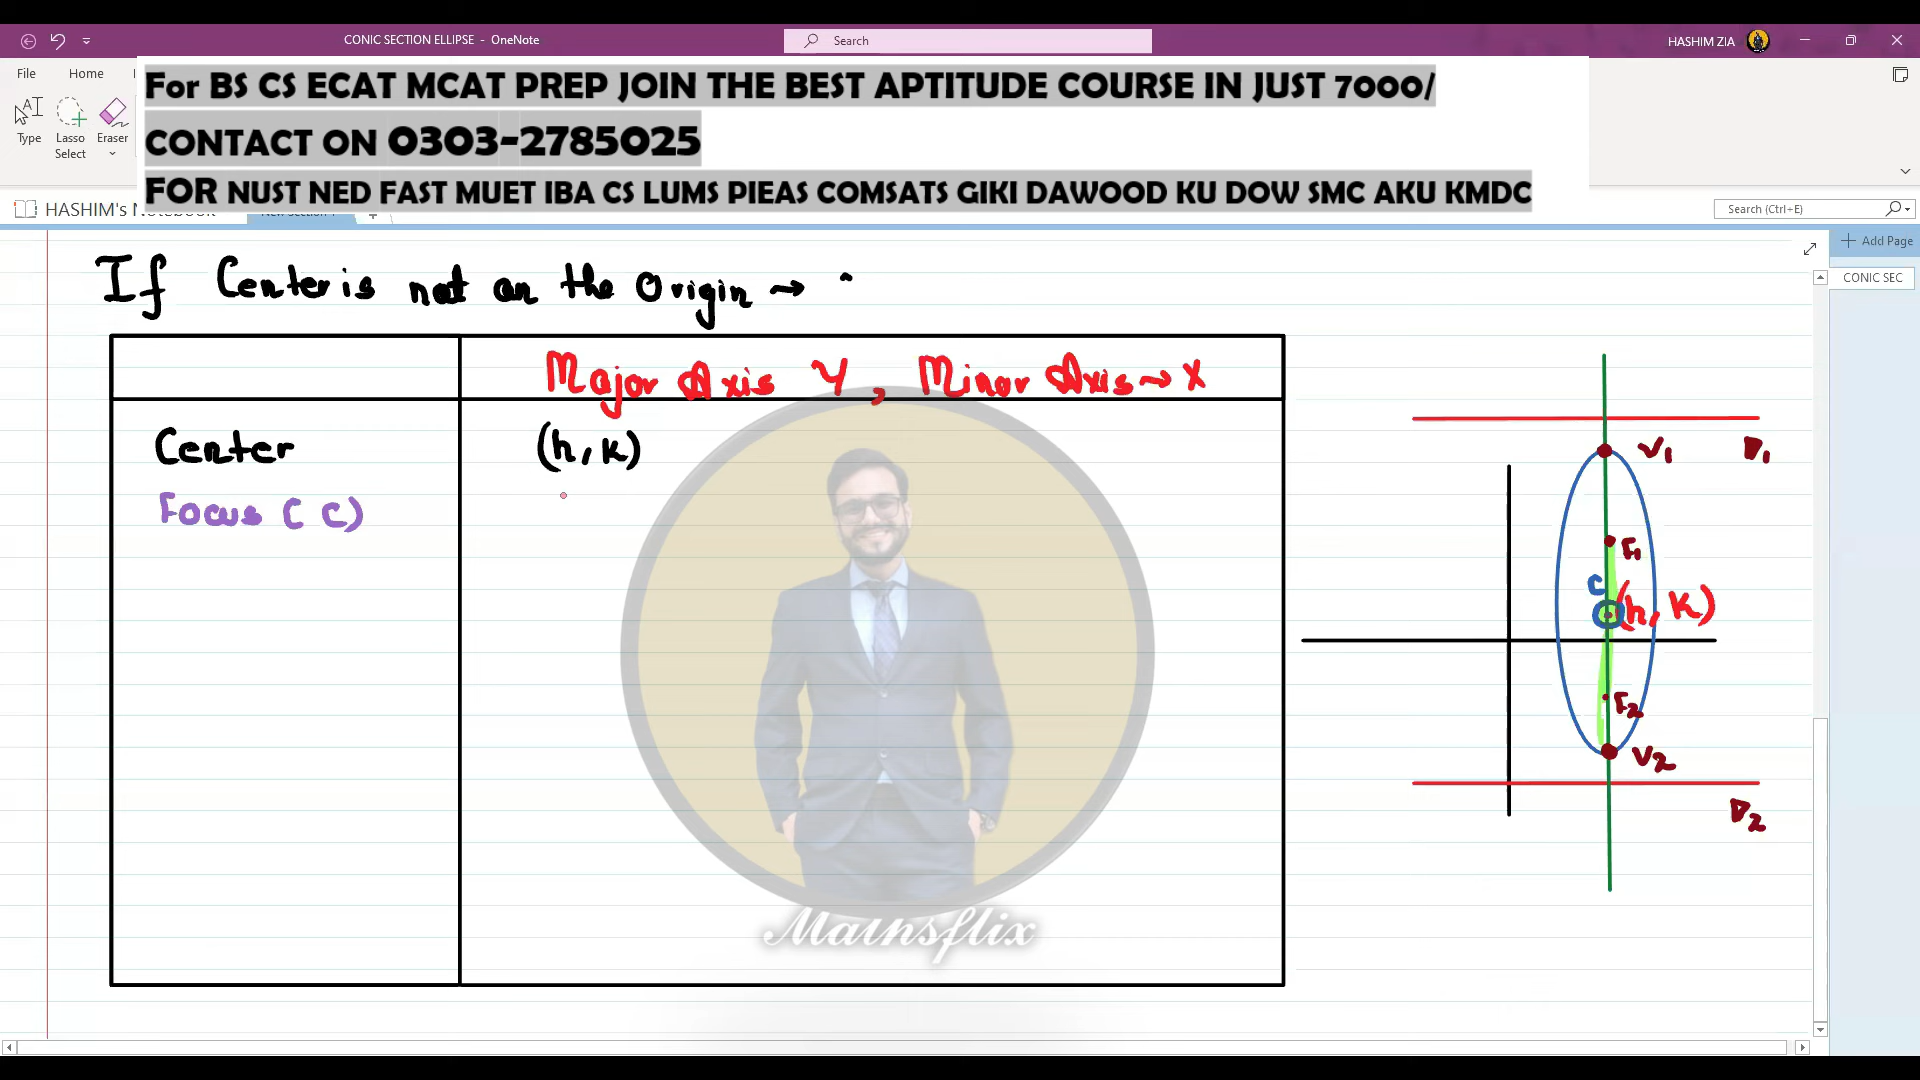 CONIC SECTION ELLIPSE - OneNote
Search
HASHIM ZIA
File Home
For BS CS ECAT MCAT PREP JOIN THE BEST APTITUDE COURSE IN JUST 7000/
CONTACT ON 0303-2785025
FOR NUST NED FAST MUET IBA CS LUMS PIEAS COMSATS GIKI DAWOOD KU DOW SMC AKU KMDC
Type
Lasso Select
Eraser
HASHIM's Notebook
Search (Ctrl+E)
Add Page
CONIC SEC
If Center is not on the Origin →
Major Axis Y, Minor Axis → X
Center (h, k)
Focus (c)
V1
D1
F1
C
(h, k)
F2
V2
D2
Mathsflix